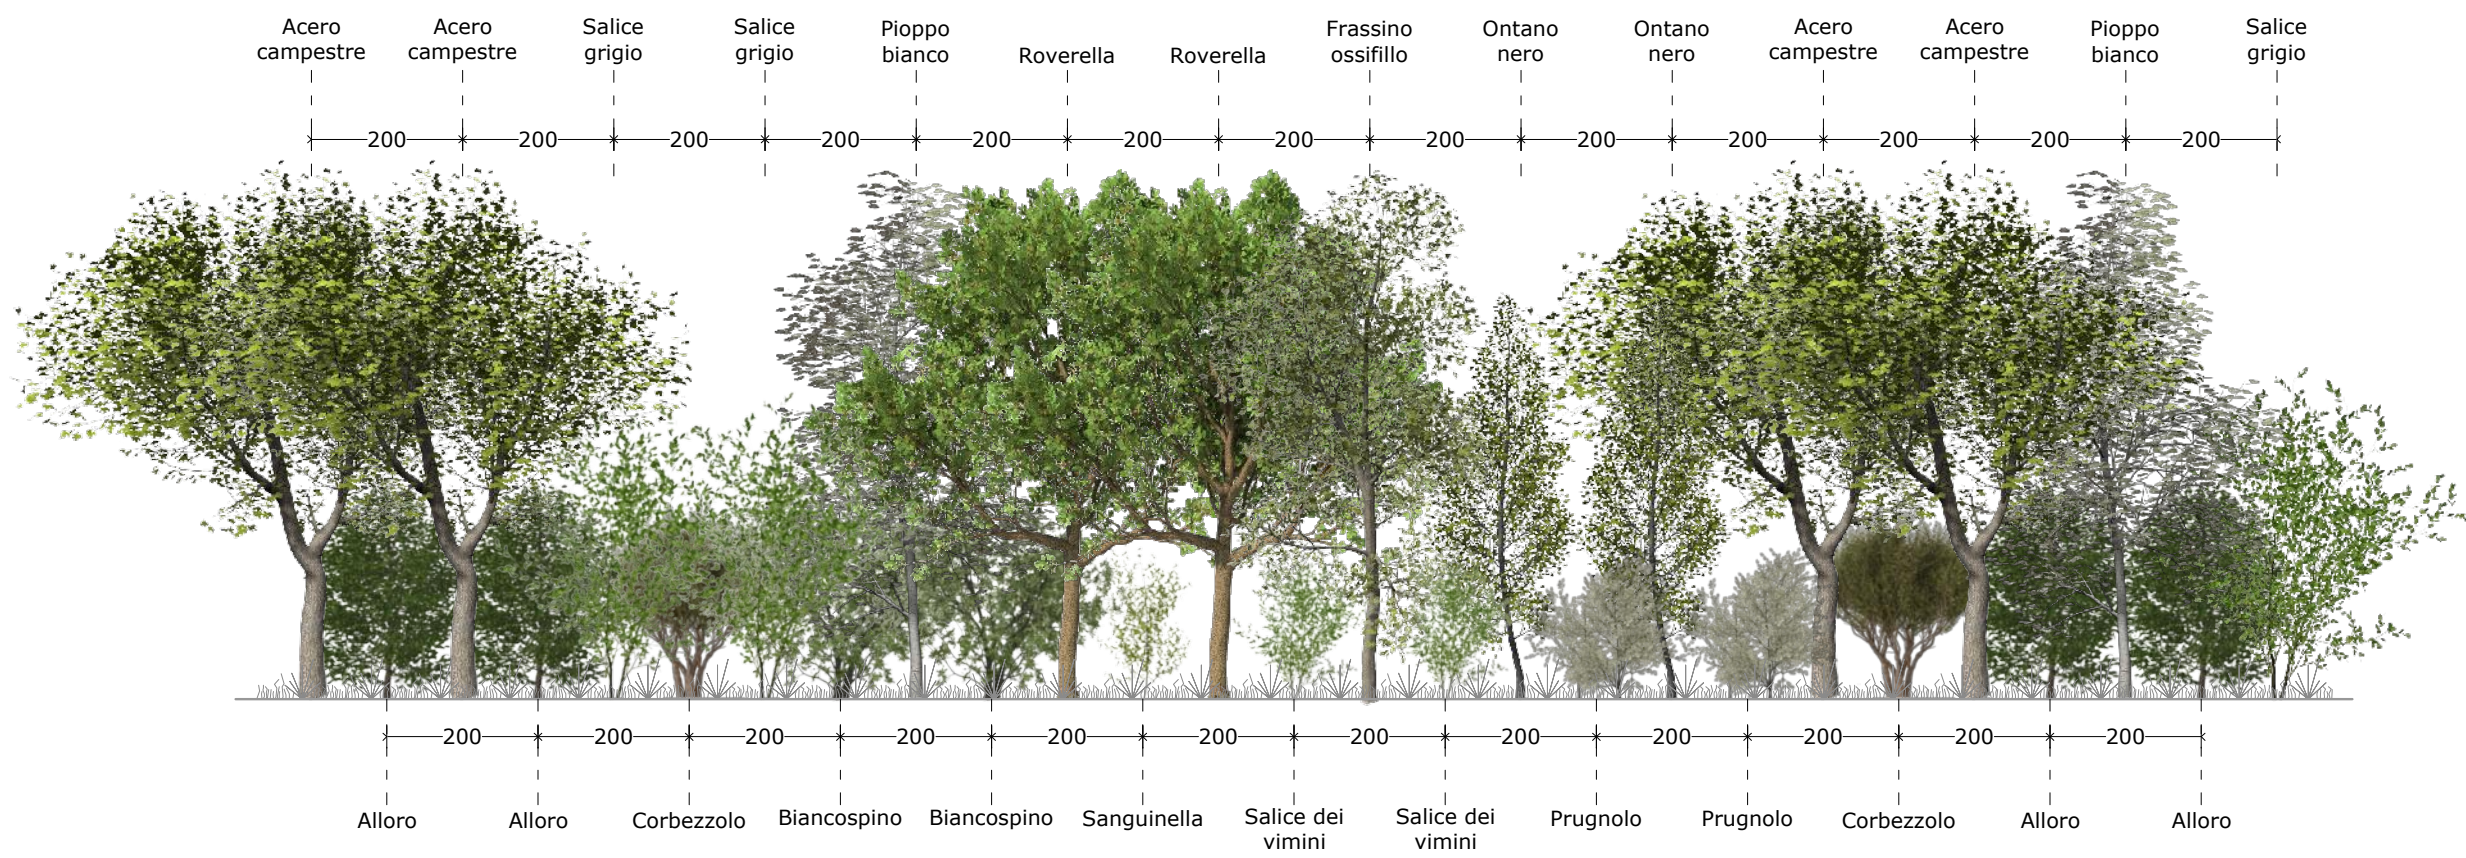 Acero
campestre
Acero
campestre
Salice
grigio
Salice
grigio
Pioppo
bianco
Roverella
Roverella
Frassino
ossifillo
Ontano
nero
Ontano
nero
Acero
campestre
Acero
campestre
Pioppo
bianco
Salice
grigio
200 200 200 200 200 200 200 200 200 200 200 200 200
200 200 200 200 200 200 200 200 200 200 200 200
Alloro
Alloro
Corbezzolo
Biancospino
Biancospino
Sanguinella
Salice dei
vimini
Salice dei
vimini
Prugnolo
Prugnolo
Corbezzolo
Alloro
Alloro